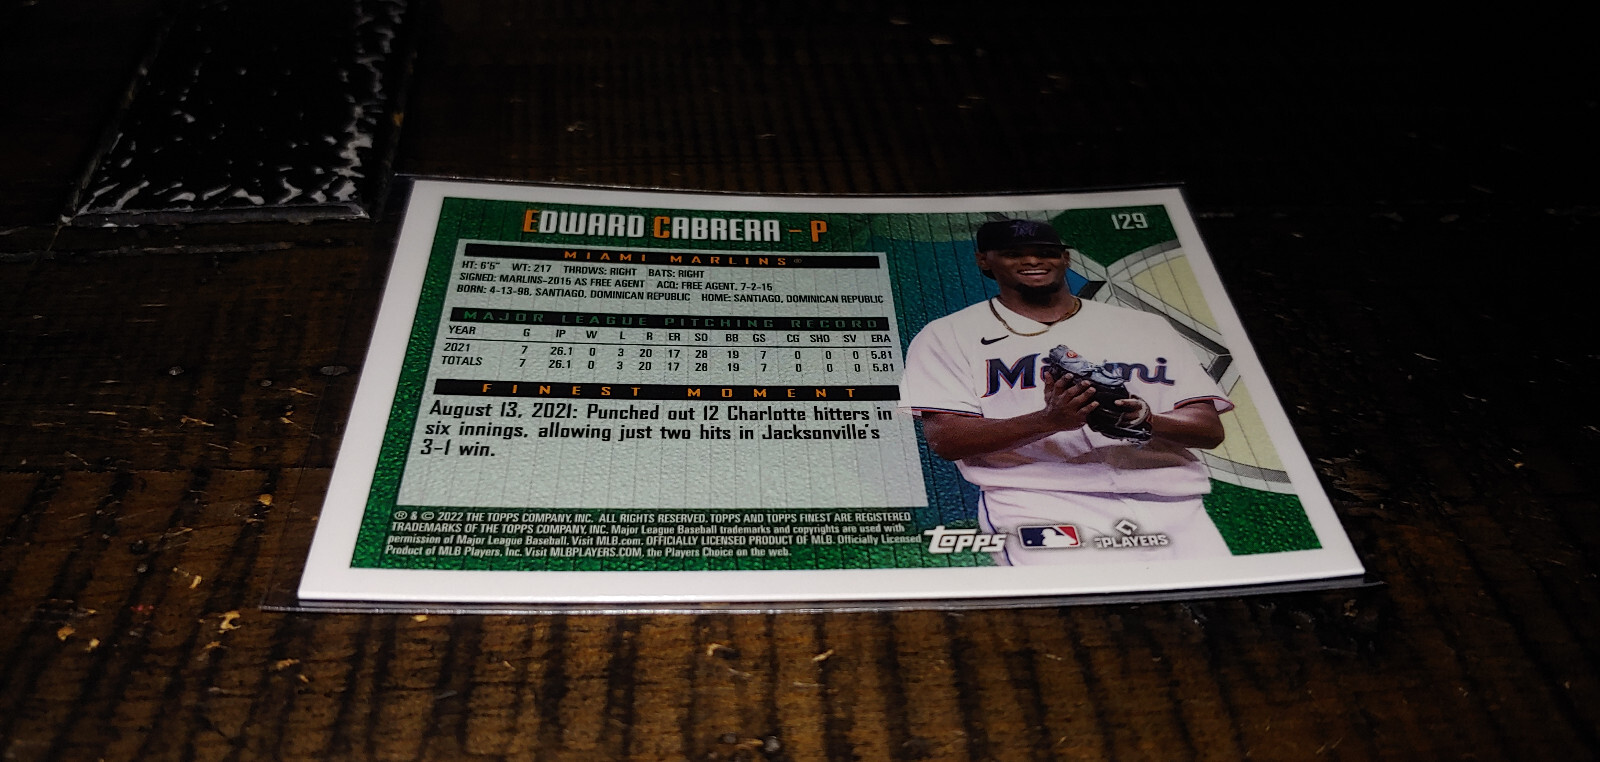 EDWARD CABRERA - P
129
MIAMI MARLINS®
HT: 6'5" WT: 217 THROWS: RIGHT BATS: RIGHT
SIGNED: MARLINS-2015 AS FREE AGENT ACQ: FREE AGENT, 7-2-15
BORN: 4-13-98, SANTIAGO, DOMINICAN REPUBLIC HOME: SANTIAGO, DOMINICAN REPUBLIC
MAJOR LEAGUE PITCHING RECORD
YEAR G IP W L R ER SO BB GS CG SHO SV ERA
2021 7 26.1 0 3 20 17 28 19 7 0 0 0 5.81
TOTALS 7 26.1 0 3 20 17 28 19 7 0 0 0 5.81
FINEST MOMENT
August 13, 2021: Punched out 12 Charlotte hitters in
six innings, allowing just two hits in Jacksonville's
3-1 win.
® & © 2022 THE TOPPS COMPANY, INC. ALL RIGHTS RESERVED. TOPPS AND TOPPS FINEST ARE REGISTERED
TRADEMARKS OF THE TOPPS COMPANY, INC. Major League Baseball trademarks and copyrights are used with
permission of Major League Baseball. Visit MLB.com. OFFICIALLY LICENSED PRODUCT OF MLB. Officially Licensed
Product of MLB Players, Inc. Visit MLBPLAYERS.COM, the Players Choice on the web.
Topps
PLAYERS